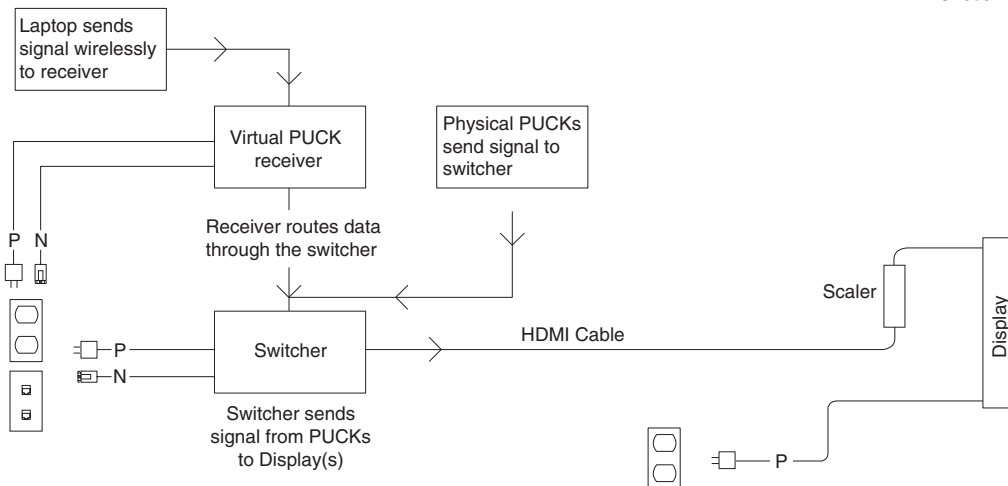 Laptop sends
signal wirelessly
to receiver
Virtual PUCK
receiver
Physical PUCKs
send signal to
switcher
Receiver routes data
through the switcher
P N
Scaler
Display
HDMI Cable
Switcher
P
N
Switcher sends
signal from PUCKs
to Display(s)
P